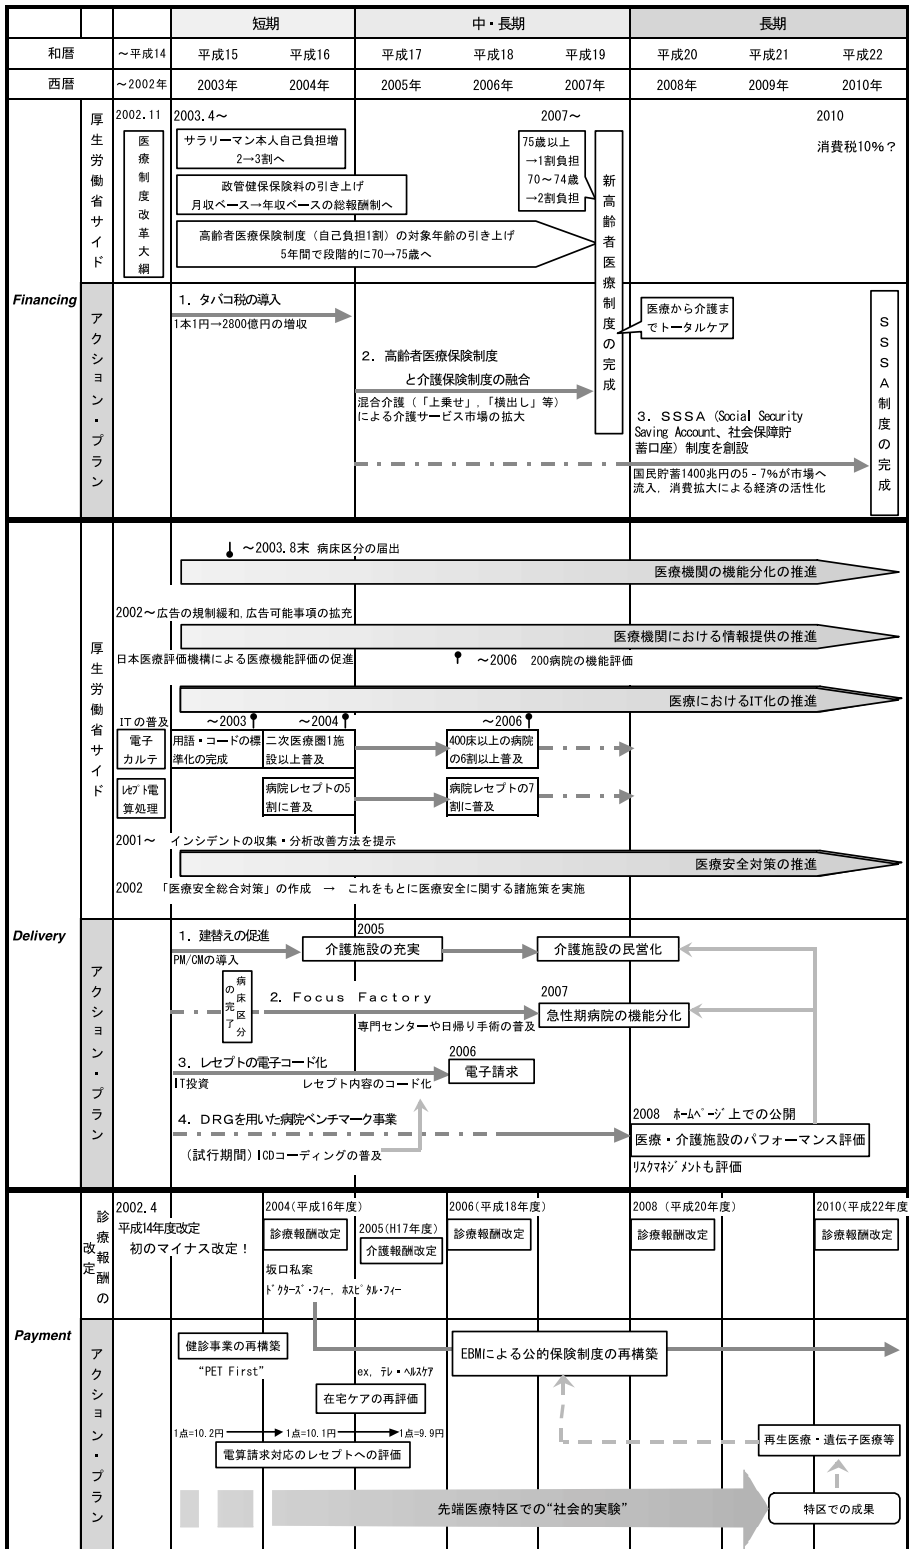 短期 中・長期 長期
和暦 ～平成14 平成15 平成16 平成17 平成18 平成19 平成20 平成21 平成22
西暦 ～2002年 2003年 2004年 2005年 2006年 2007年 2008年 2009年 2010年
Financing
厚生労働省サイド
2002.11
医療制度改革大綱
2003.4～
サラリーマン本人自己負担増
2→3割へ
政管健保保険料の引き上げ
月収ベース→年収ベースの総報酬制へ
高齢者医療保険制度（自己負担1割）の対象年齢の引き上げ
5年間で段階的に70→75歳へ
2007～
75歳以上
→1割負担
70～74歳
→2割負担
新高齢者医療制度の完成
2010
消費税10％？
アクション・プラン
1. タバコ税の導入
1本1円→2800億円の増収
2. 高齢者医療保険制度
と介護保険制度の融合
混合介護（「上乗せ」,「横出し」等）
による介護サービス市場の拡大
医療から介護ま
でトータルケア
3. SSSA（Social Security
Saving Account、社会保障貯
蓄口座）制度を創設
国民貯蓄1400兆円の5－7％が市場へ
流入, 消費拡大による経済の活性化
SSSA制度の完成
Delivery
厚生労働省サイド
～2003.8末 病床区分の届出
医療機関の機能分化の推進
2002～広告の規制緩和, 広告可能事項の拡充
医療機関における情報提供の推進
日本医療評価機構による医療機能評価の促進
～2006 200病院の機能評価
医療におけるIT化の推進
ITの普及
～2003 ～2004 ～2006
電子
カルテ
用語・コードの標
準化の完成
二次医療圏1施
設以上普及
400床以上の病院
の6割以上普及
ﾚｾﾌﾟﾄ電
算処理
病院レセプトの5
割に普及
病院レセプトの7
割に普及
2001～ インシデントの収集・分析改善方法を提示
医療安全対策の推進
2002 「医療安全総合対策」の作成 → これをもとに医療安全に関する諸施策を実施
アクション・プラン
1. 建替えの促進
PM/CMの導入
2005
介護施設の充実
介護施設の民営化
病床区分の完了
2. Focus Factory
専門センターや日帰り手術の普及
2007
急性期病院の機能分化
3. レセプトの電子コード化
IT投資 レセプト内容のコード化
2006
電子請求
4. DRGを用いた病院ベンチマーク事業
（試行期間）ICDコーディングの普及
2008 ﾎｰﾑﾍﾟｰｼﾞ上での公開
医療・介護施設のパフォーマンス評価
ﾘｽｸﾏﾈｼﾞﾒﾝﾄも評価
Payment
診療報酬の改定
2002.4
平成14年度改定
初のマイナス改定！
2004(平成16年度)
診療報酬改定
坂口私案
ﾄﾞｸﾀｰｽﾞ･ﾌｨｰ, ﾎｽﾋﾟﾀﾙ･ﾌｨｰ
2005(H17年度)
介護報酬改定
2006(平成18年度)
診療報酬改定
2008（平成20年度）
診療報酬改定
2010(平成22年度
診療報酬改定
アクション・プラン
健診事業の再構築
“PET First”
EBMによる公的保険制度の再構築
ex, ﾃﾚ・ﾍﾙｽｹｱ
在宅ケアの再評価
1点=10.2円 1点=10.1円 1点=9.9円
電算請求対応のレセプトへの評価
再生医療・遺伝子医療等
先端医療特区での“社会的実験”
特区での成果